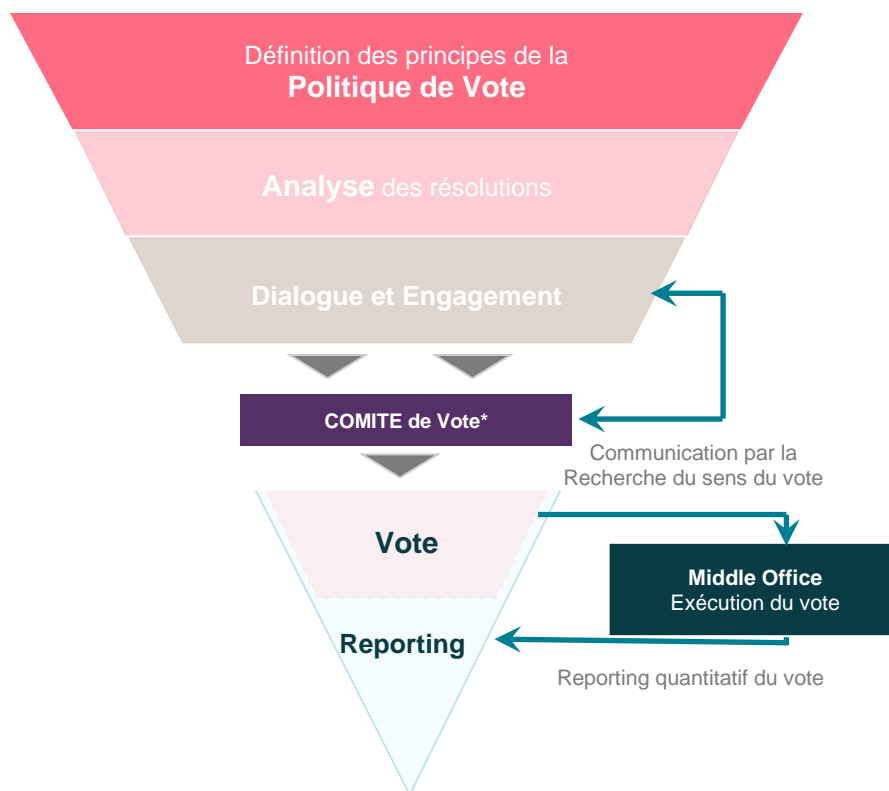 Définition des principes de la
Politique de Vote
Analyse des résolutions
Dialogue et Engagement
COMITE de Vote*
Communication par la
Recherche du sens du vote
Vote
Middle Office
Exécution du vote
Reporting
Reporting quantitatif du vote